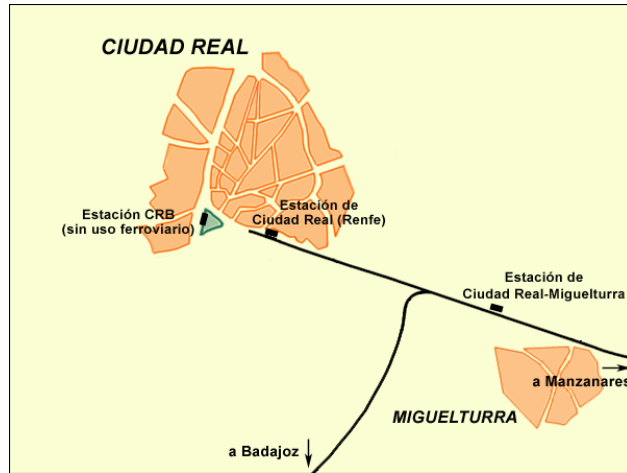 CIUDAD REAL
Estación CRB
(sin uso ferroviario)
Estación de
Ciudad Real (Renfe)
Estación de
Ciudad Real-Miguelturra
a Manzanares
MIGUELTURRA
a Badajoz